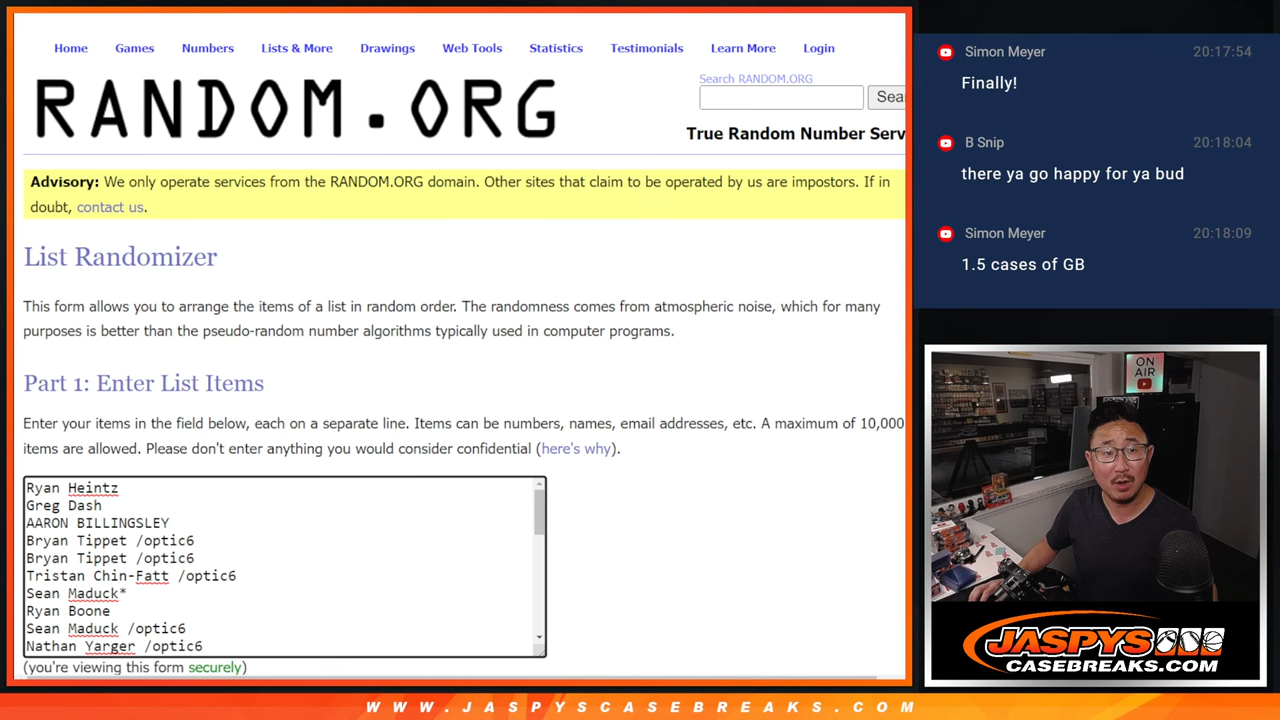 Home Games Numbers Lists & More Drawings Web Tools Statistics Testimonials Learn More Login
RANDOM.ORG
Search RANDOM.ORG
True Random Number Serv
Advisory: We only operate services from the RANDOM.ORG domain. Other sites that claim to be operated by us are impostors. If in
doubt, contact us.
List Randomizer
This form allows you to arrange the items of a list in random order. The randomness comes from atmospheric noise, which for many
purposes is better than the pseudo-random number algorithms typically used in computer programs.
Part 1: Enter List Items
Enter your items in the field below, each on a separate line. Items can be numbers, names, email addresses, etc. A maximum of 10,000
items are allowed. Please don't enter anything you would consider confidential (here's why).
Ryan Heintz
Greg Dash
AARON BILLINGSLEY
Bryan Tippet /optic6
Bryan Tippet /optic6
Tristan Chin-Fatt /optic6
Sean Maduck*
Ryan Boone
Sean Maduck /optic6
Nathan Yarger /optic6
(you're viewing this form securely)
Simon Meyer 20:17:54
Finally!
B Snip 20:18:04
there ya go happy for ya bud
Simon Meyer 20:18:09
1.5 cases of GB
ON
AIR
JASPYS
CASEBREAKS.COM
WWW.JASPYSCASEBREAKS.COM